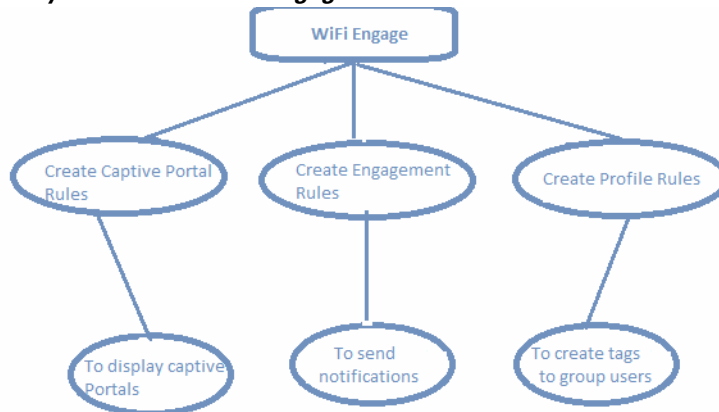 WiFi Engage
Create Captive Portal
Rules
Create Engagement
Rules
Create Profile Rules
To display captive
Portals
To send
notifications
To create tags
to group users